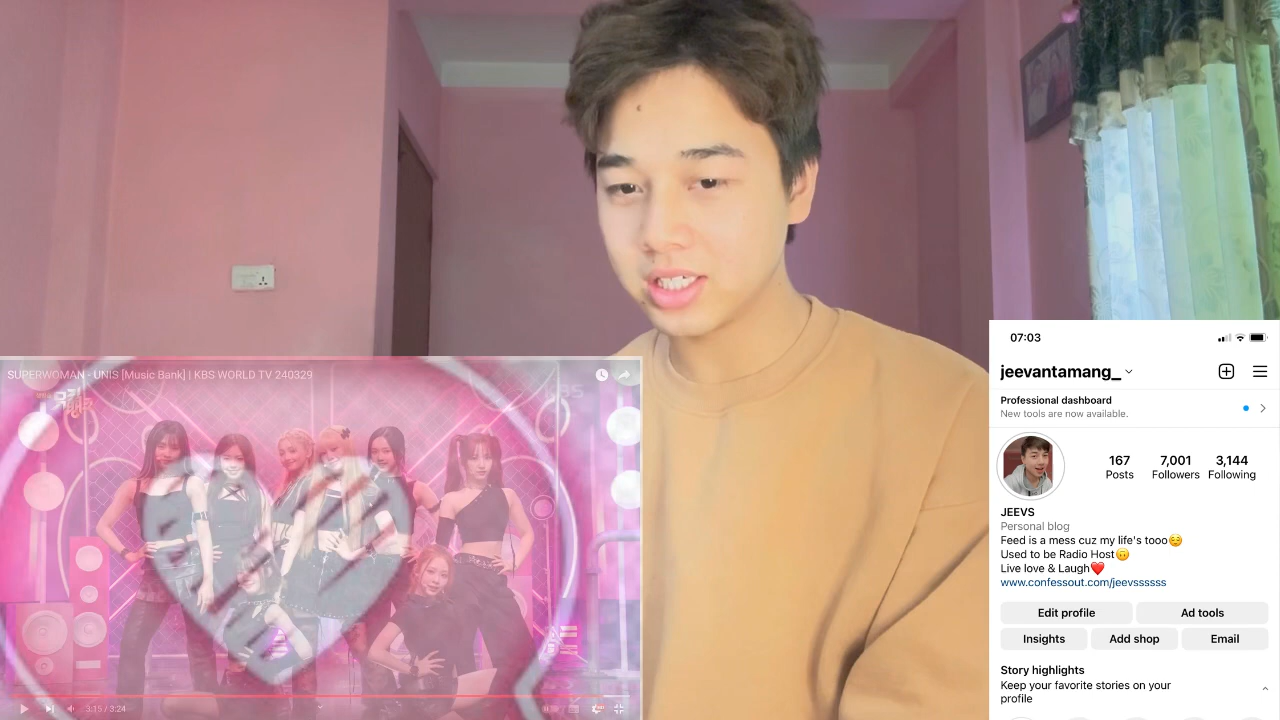 SUPERWOMAN - UNIS [Music Bank] | KBS WORLD TV 240329
3:15 / 3:24
07:03
jeevantamang_
Professional dashboard
New tools are now available.
167
7,001
3,144
Posts
Followers
Following
JEEVS
Personal blog
Feed is a mess cuz my life's tooo😌
Used to be Radio Host🙃
Live love & Laugh❤️
www.confessout.com/jeevssssss
Edit profile
Ad tools
Insights
Add shop
Email
Story highlights
Keep your favorite stories on your
profile